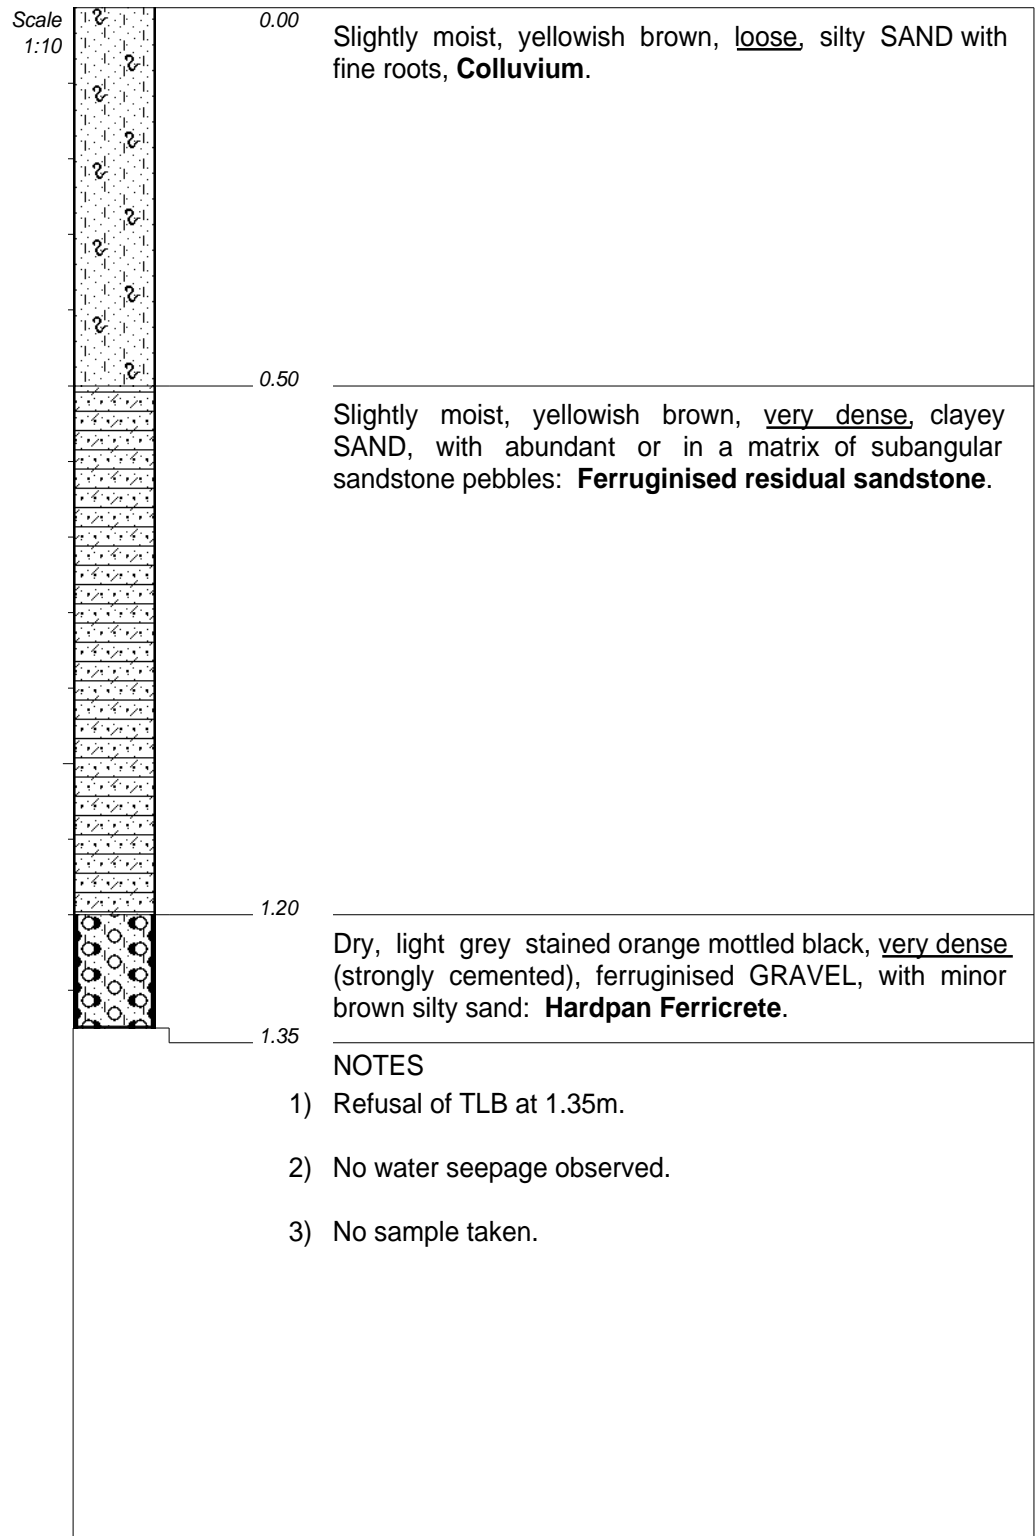 Scale
1:10
0.00
Slightly moist, yellowish brown, loose, silty SAND with
fine roots, Colluvium.
0.50
Slightly moist, yellowish brown, very dense, clayey
SAND, with abundant or in a matrix of subangular
sandstone pebbles: Ferruginised residual sandstone.
1.20
Dry, light grey stained orange mottled black, very dense
(strongly cemented), ferruginised GRAVEL, with minor
brown silty sand: Hardpan Ferricrete.
1.35
NOTES
1) Refusal of TLB at 1.35m.
2) No water seepage observed.
3) No sample taken.